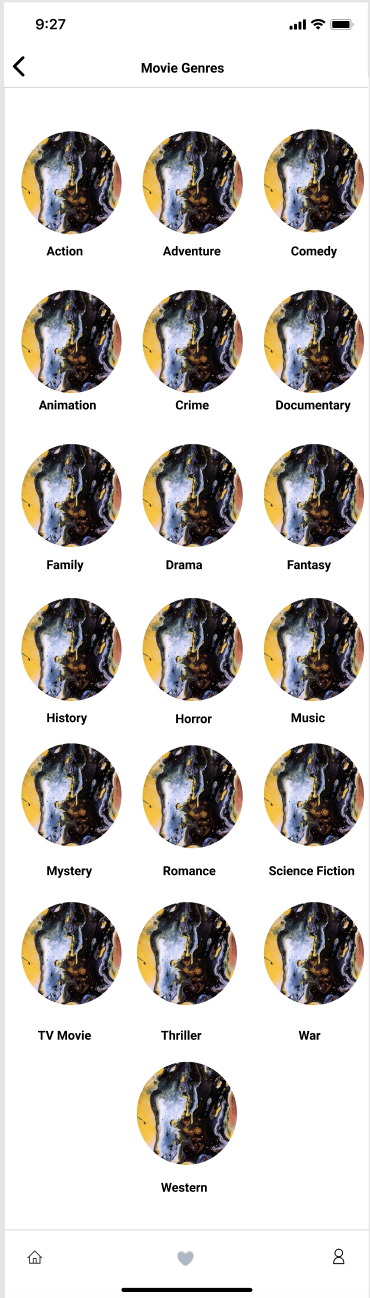 9:27
Movie Genres
Action Adventure Comedy
Animation Crime Documentary
Family Drama Fantasy
History Horror Music
Mystery Romance Science Fiction
TV Movie Thriller War
Western